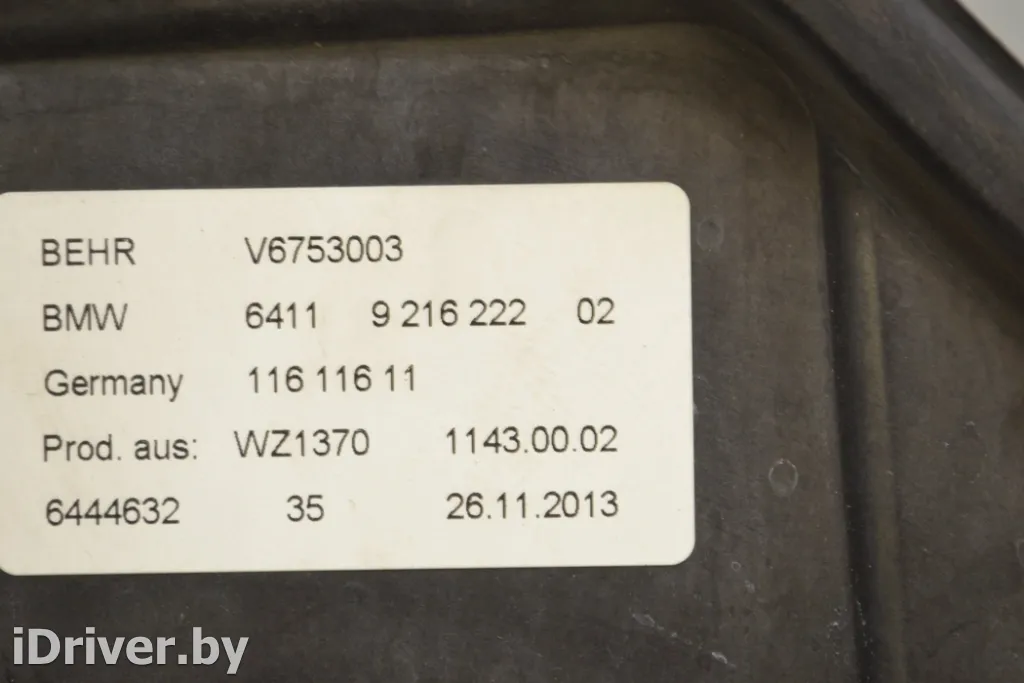 BEHR V6753003
BMW 6411 9 216 222 02
Germany 116 116 11
Prod. aus: WZ1370 1143.00.02
6444632 35 26.11.2013
iDriver.by